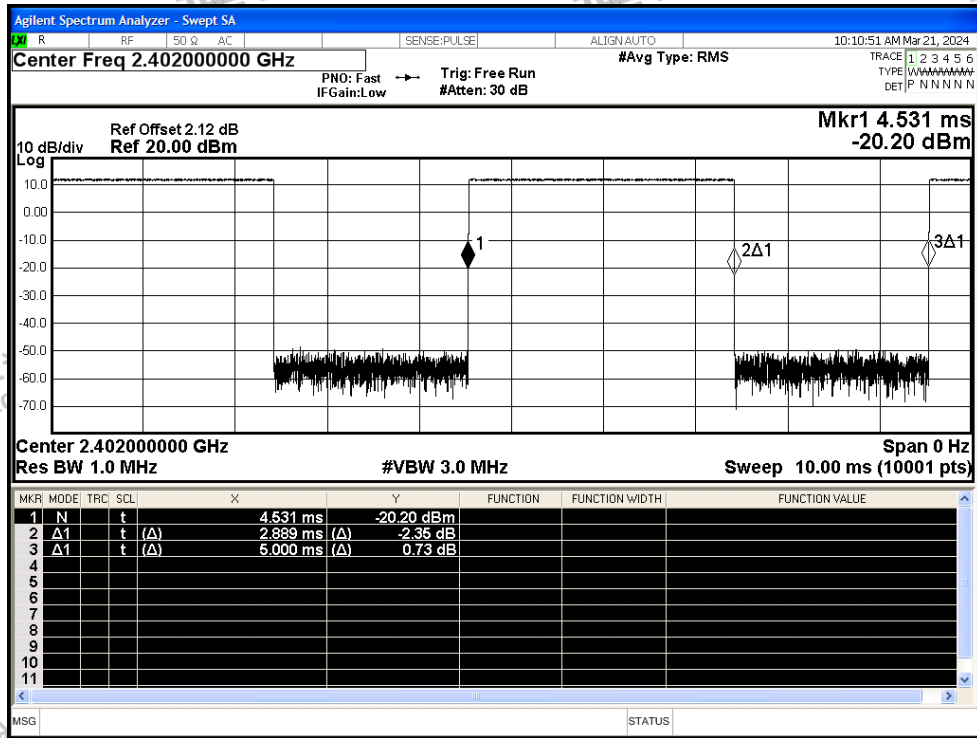 Agilent Spectrum Analyzer - Swept SA
LXI R RF 50 Ω AC SENSE:PULSE ALIGN AUTO 10:10:51 AM Mar 21, 2024
Center Freq 2.402000000 GHz #Avg Type: RMS TRACE 1 2 3 4 5 6
PNO: Fast Trig: Free Run TYPE WWWWWW
IFGain:Low #Atten: 30 dB DET P N N N N N
Mkr1 4.531 ms
Ref Offset 2.12 dB
10 dB/div Ref 20.00 dBm -20.20 dBm
Log
10.0
0.00
-10.0
1 2Δ1 3Δ1
-20.0
-30.0
-40.0
-50.0
-60.0
-70.0
Center 2.402000000 GHz Span 0 Hz
Res BW 1.0 MHz #VBW 3.0 MHz Sweep 10.00 ms (10001 pts)
MKR MODE TRC SCL X Y FUNCTION FUNCTION WIDTH FUNCTION VALUE
1 N t 4.531 ms -20.20 dBm
2 Δ1 t (Δ) 2.889 ms (Δ) -2.35 dB
3 Δ1 t (Δ) 5.000 ms (Δ) 0.73 dB
4
5
6
7
8
9
10
11
MSG STATUS